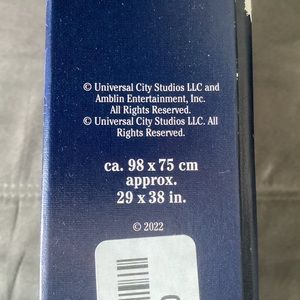 © Universal City Studios LLC and
Amblin Entertainment, Inc.
All Rights Reserved.
© Universal City Studios LLC. All
Rights Reserved.
ca. 98 x 75 cm
approx.
29 x 38 in.
© 2022